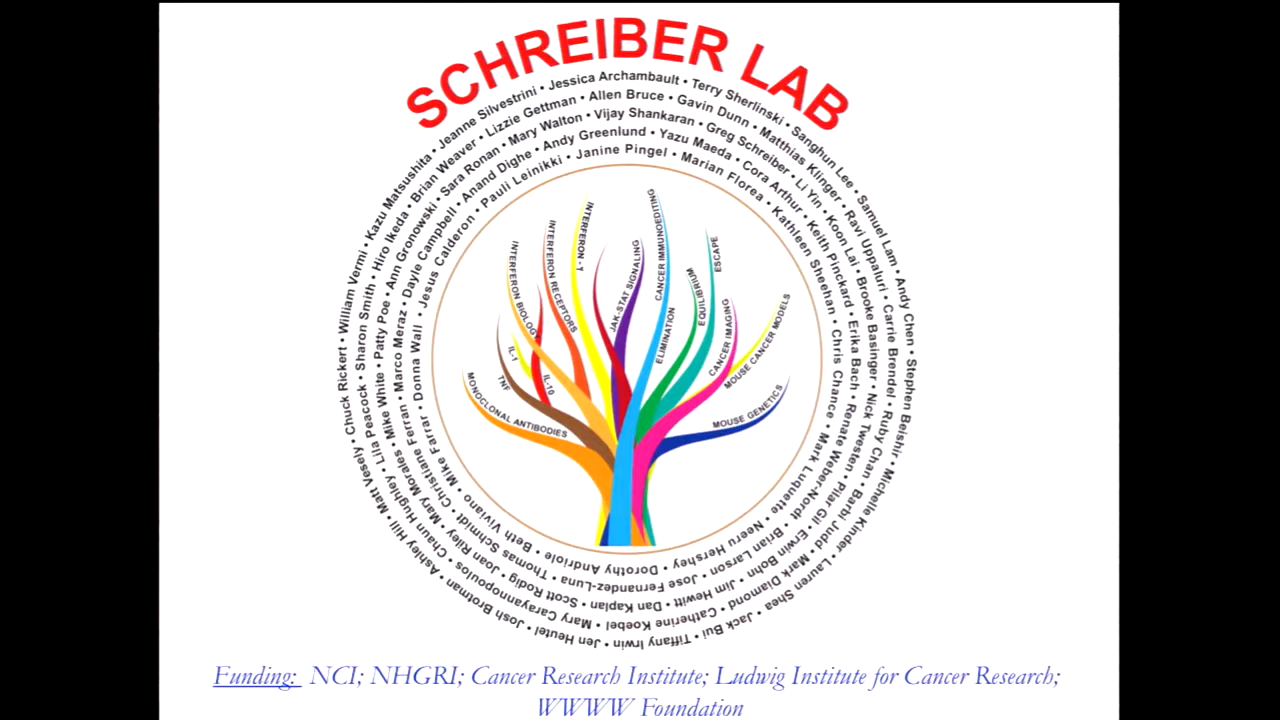 SCHREIBER LAB
Chuck Rickert • William Vermi • Kazu Matsushita • Jeanne Silvestrini • Jessica Archambault • Terry Sherlinski • Sanghun Lee • Samuel Lam • Andy Chen • Stephen Beishir • Michelle Kinder • Lauren Shea • Jack Bui • Tiffany Irwin • Jen Heutel • Josh Brotman • Ashley Hill • Matt Vesely •
Lila Peacock • Sharon Smith • Hiro Ikeda • Brian Weaver • Lizzie Gettman • Allen Bruce • Gavin Dunn • Matthias Klinger • Ravi Uppaluri • Carrie Brendel • Ruby Chan • Barbi Judd • Mark Diamond • Catherine Koebel • Mary Carayannopoulos • Chaun Hughley •
Mike White • Patty Poe • Ann Gronowski • Sara Ronan • Mary Walton • Vijay Shankaran • Greg Schreiber • Li Yin • Koon Lai • Brooke Basinger • Nick Twesten • Pilar Gil • Erwin Bohn • Jim Hewitt • Dan Kaplan • Scott Rodig • Joan Riley • Mary Morales •
Christiane Ferran • Marco Meraz • Dayle Campbell • Anand Dighe • Andy Greenlund • Yazu Maeda • Cora Arthur • Keith Pinckard • Erika Bach • Renate Weber-Nordt • Brian Larson • Jose Fernandez-Luna • Thomas Schmidt •
Mike Farrar • Donna Wall • Jesus Calderon • Pauli Leinikki • Janine Pingel • Marian Florea • Kathleen Sheehan • Chris Chance • Mark Luquette • Neeru Hershey • Dorothy Andriole • Beth Viviano •
MONOCLONAL ANTIBODIES
TNF
IL-1
IL-10
INTERFERON BIOLOGY
INTERFERON RECEPTORS
INTERFERON - γ
JAK-STAT SIGNALING
CANCER IMMUNOEDITING
ELIMINATION
EQUILIBRIUM
ESCAPE
CANCER IMAGING
MOUSE CANCER MODELS
MOUSE GENETICS
Funding: NCI; NHGRI; Cancer Research Institute; Ludwig Institute for Cancer Research;
WWWW Foundation